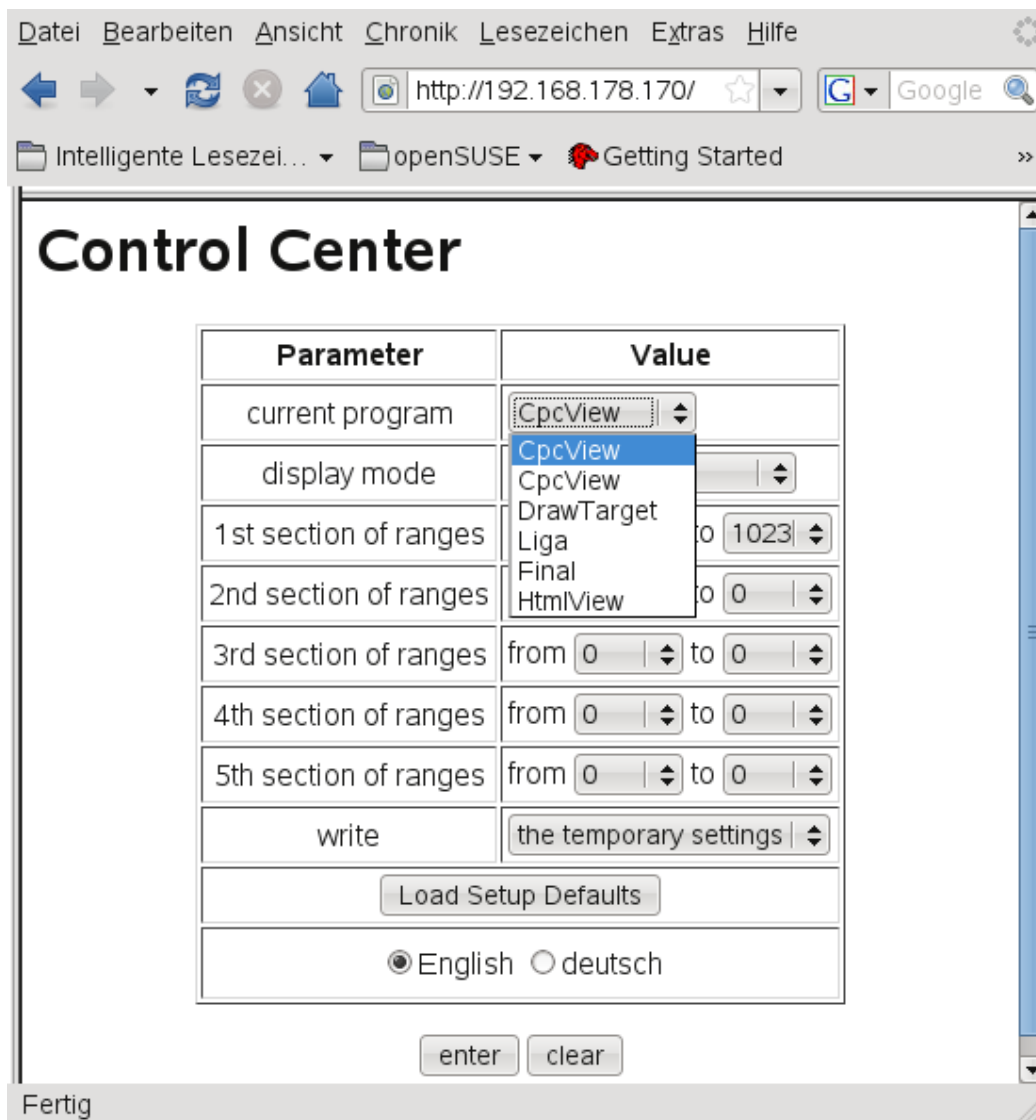 Datei Bearbeiten Ansicht Chronik Lesezeichen Extras Hilfe
http://192.168.178.170/ G Google
Intelligente Lesezei... openSUSE Getting Started »
Control Center
Parameter Value
current program CpcView
CpcView
display mode CpcView
DrawTarget
1st section of ranges Liga to 1023
Final
2nd section of ranges HtmlView to 0
3rd section of ranges from 0 to 0
4th section of ranges from 0 to 0
5th section of ranges from 0 to 0
write the temporary settings
Load Setup Defaults
English deutsch
enter clear
Fertig